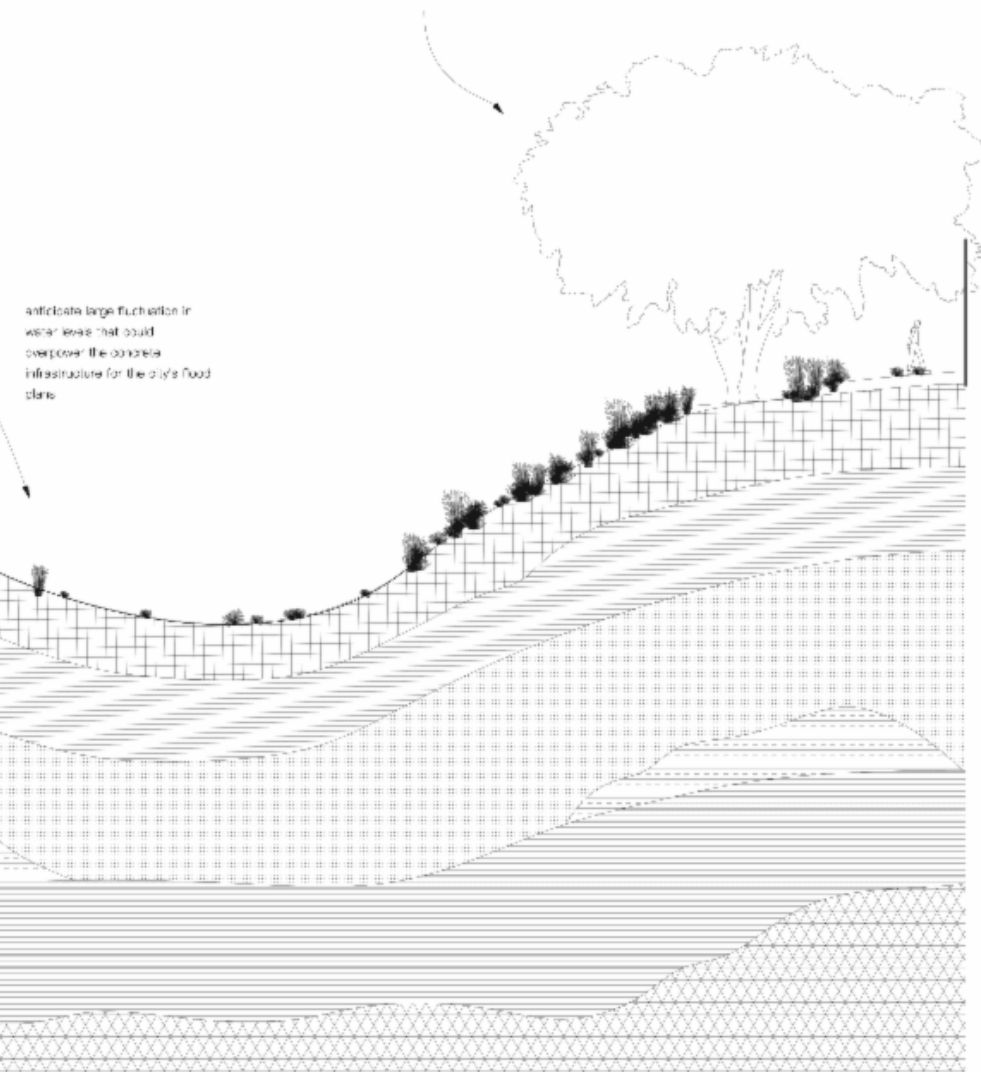 anticipate large fluctuation in
water levels that could
overpower the concrete
infrastructure for the city's flood
plans